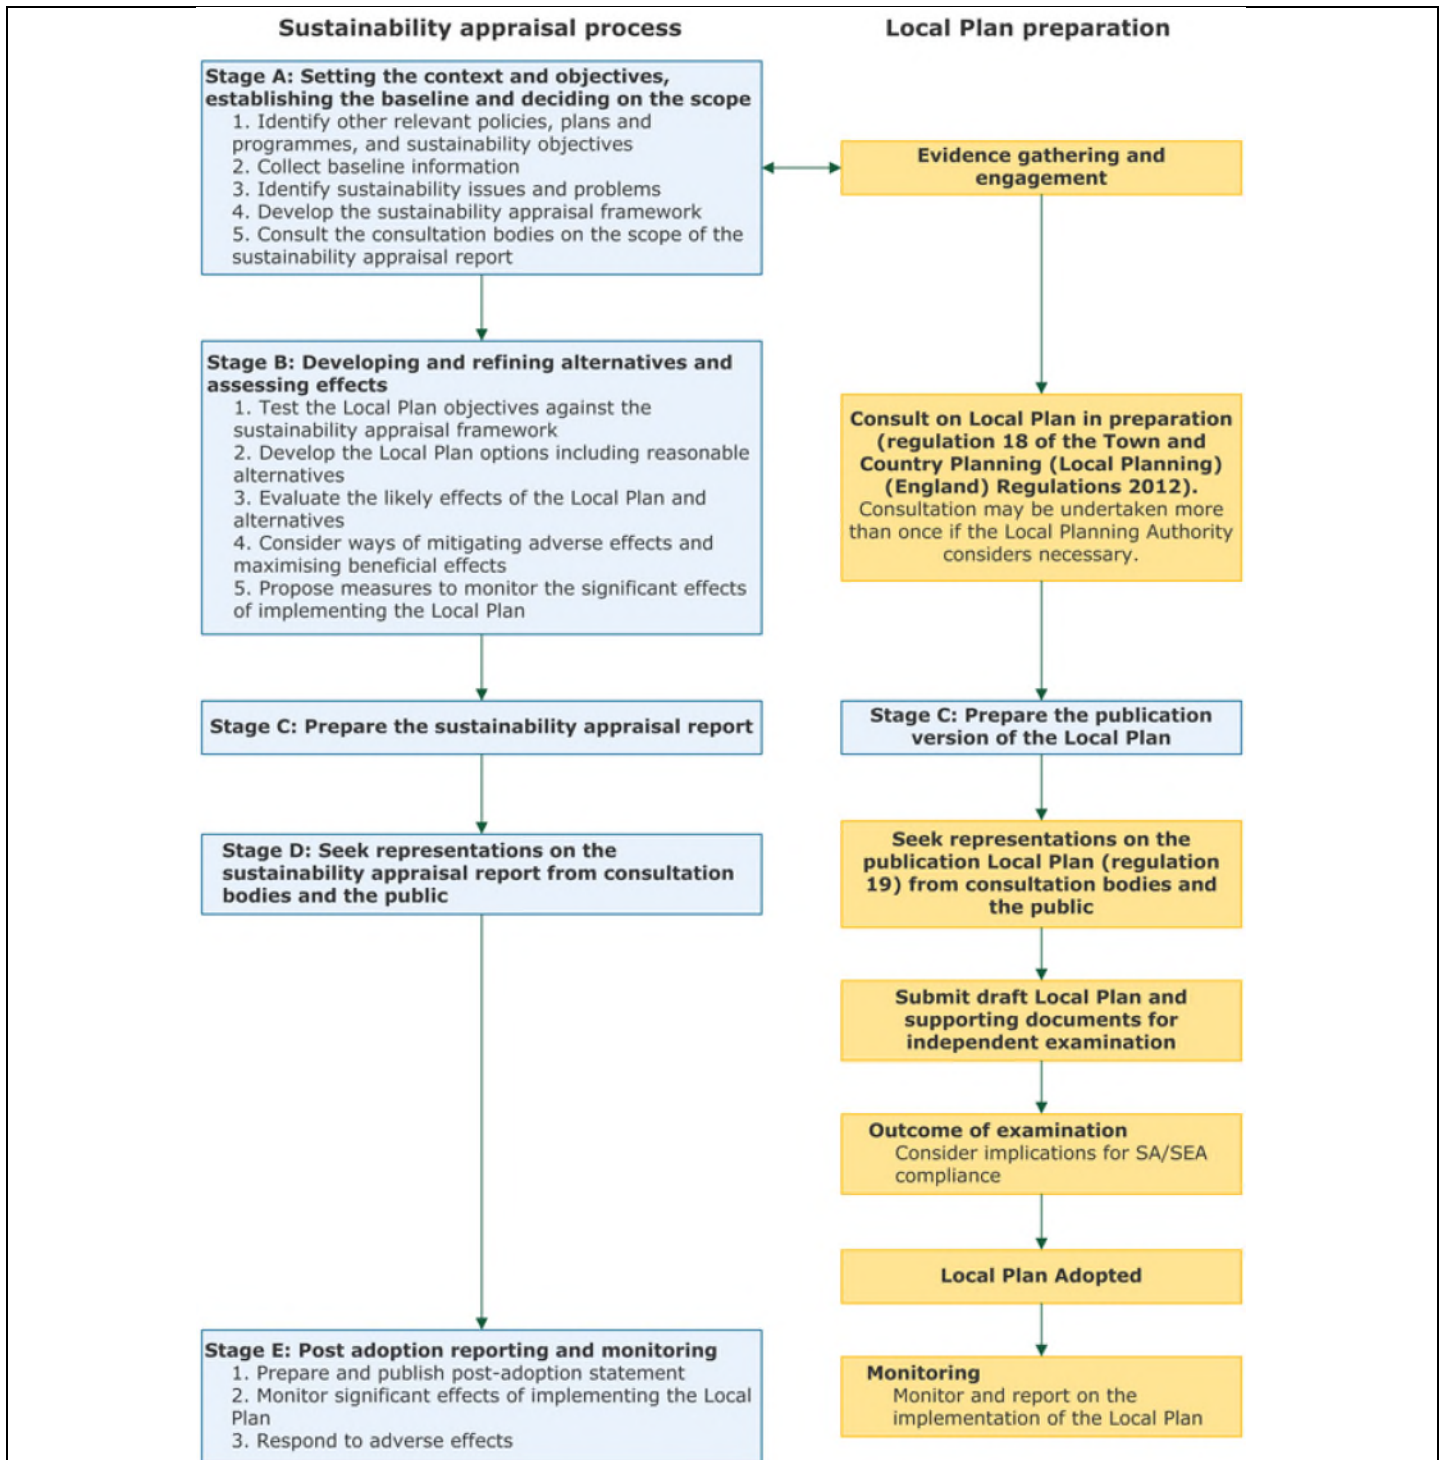 Sustainability appraisal process
Local Plan preparation
Stage A: Setting the context and objectives,
establishing the baseline and deciding on the scope
1. Identify other relevant policies, plans and
programmes, and sustainability objectives
2. Collect baseline information
3. Identify sustainability issues and problems
4. Develop the sustainability appraisal framework
5. Consult the consultation bodies on the scope of the
sustainability appraisal report
Evidence gathering and
engagement
Stage B: Developing and refining alternatives and
assessing effects
1. Test the Local Plan objectives against the
sustainability appraisal framework
2. Develop the Local Plan options including reasonable
alternatives
3. Evaluate the likely effects of the Local Plan and
alternatives
4. Consider ways of mitigating adverse effects and
maximising beneficial effects
5. Propose measures to monitor the significant effects
of implementing the Local Plan
Consult on Local Plan in preparation
(regulation 18 of the Town and
Country Planning (Local Planning)
(England) Regulations 2012).
Consultation may be undertaken more
than once if the Local Planning Authority
considers necessary.
Stage C: Prepare the sustainability appraisal report
Stage C: Prepare the publication
version of the Local Plan
Stage D: Seek representations on the
sustainability appraisal report from consultation
bodies and the public
Seek representations on the
publication Local Plan (regulation
19) from consultation bodies and
the public
Submit draft Local Plan and
supporting documents for
independent examination
Outcome of examination
Consider implications for SA/SEA
compliance
Local Plan Adopted
Stage E: Post adoption reporting and monitoring
1. Prepare and publish post-adoption statement
2. Monitor significant effects of implementing the Local
Plan
3. Respond to adverse effects
Monitoring
Monitor and report on the
implementation of the Local Plan